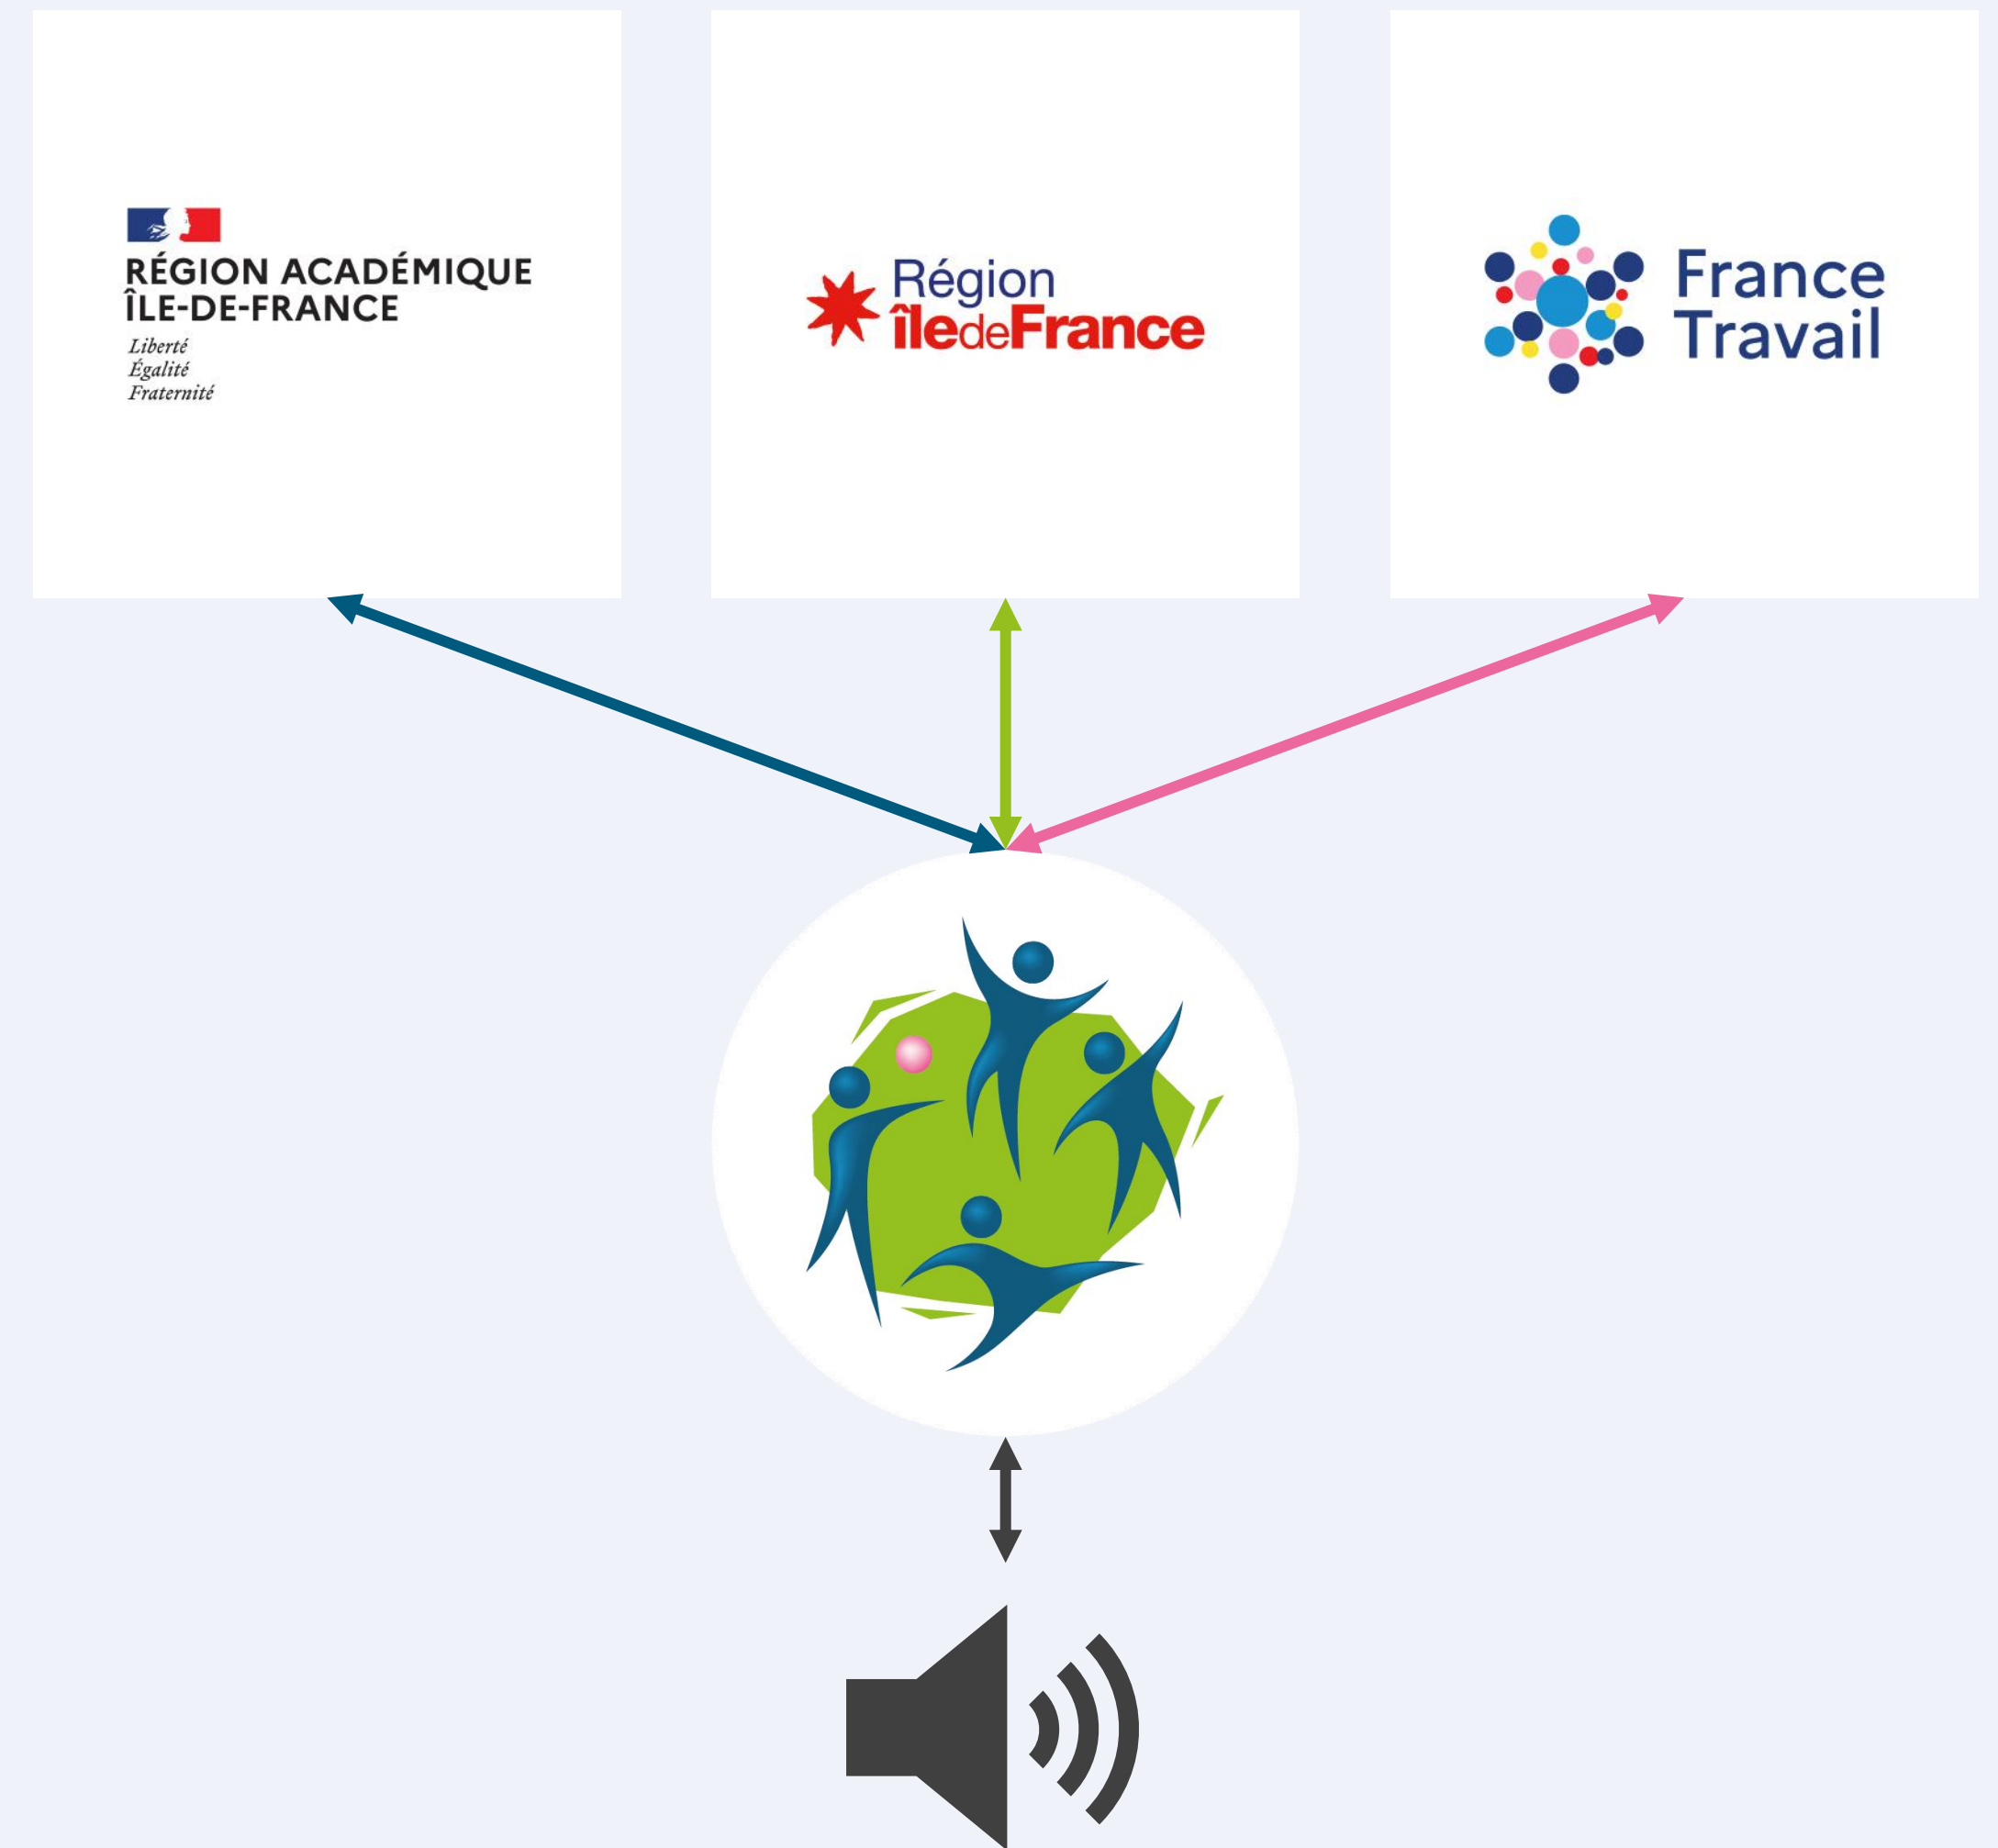 RÉGION ACADÉMIQUE
ÎLE-DE-FRANCE
Liberté
Égalité
Fraternité
Région
îledeFrance
France
Travail